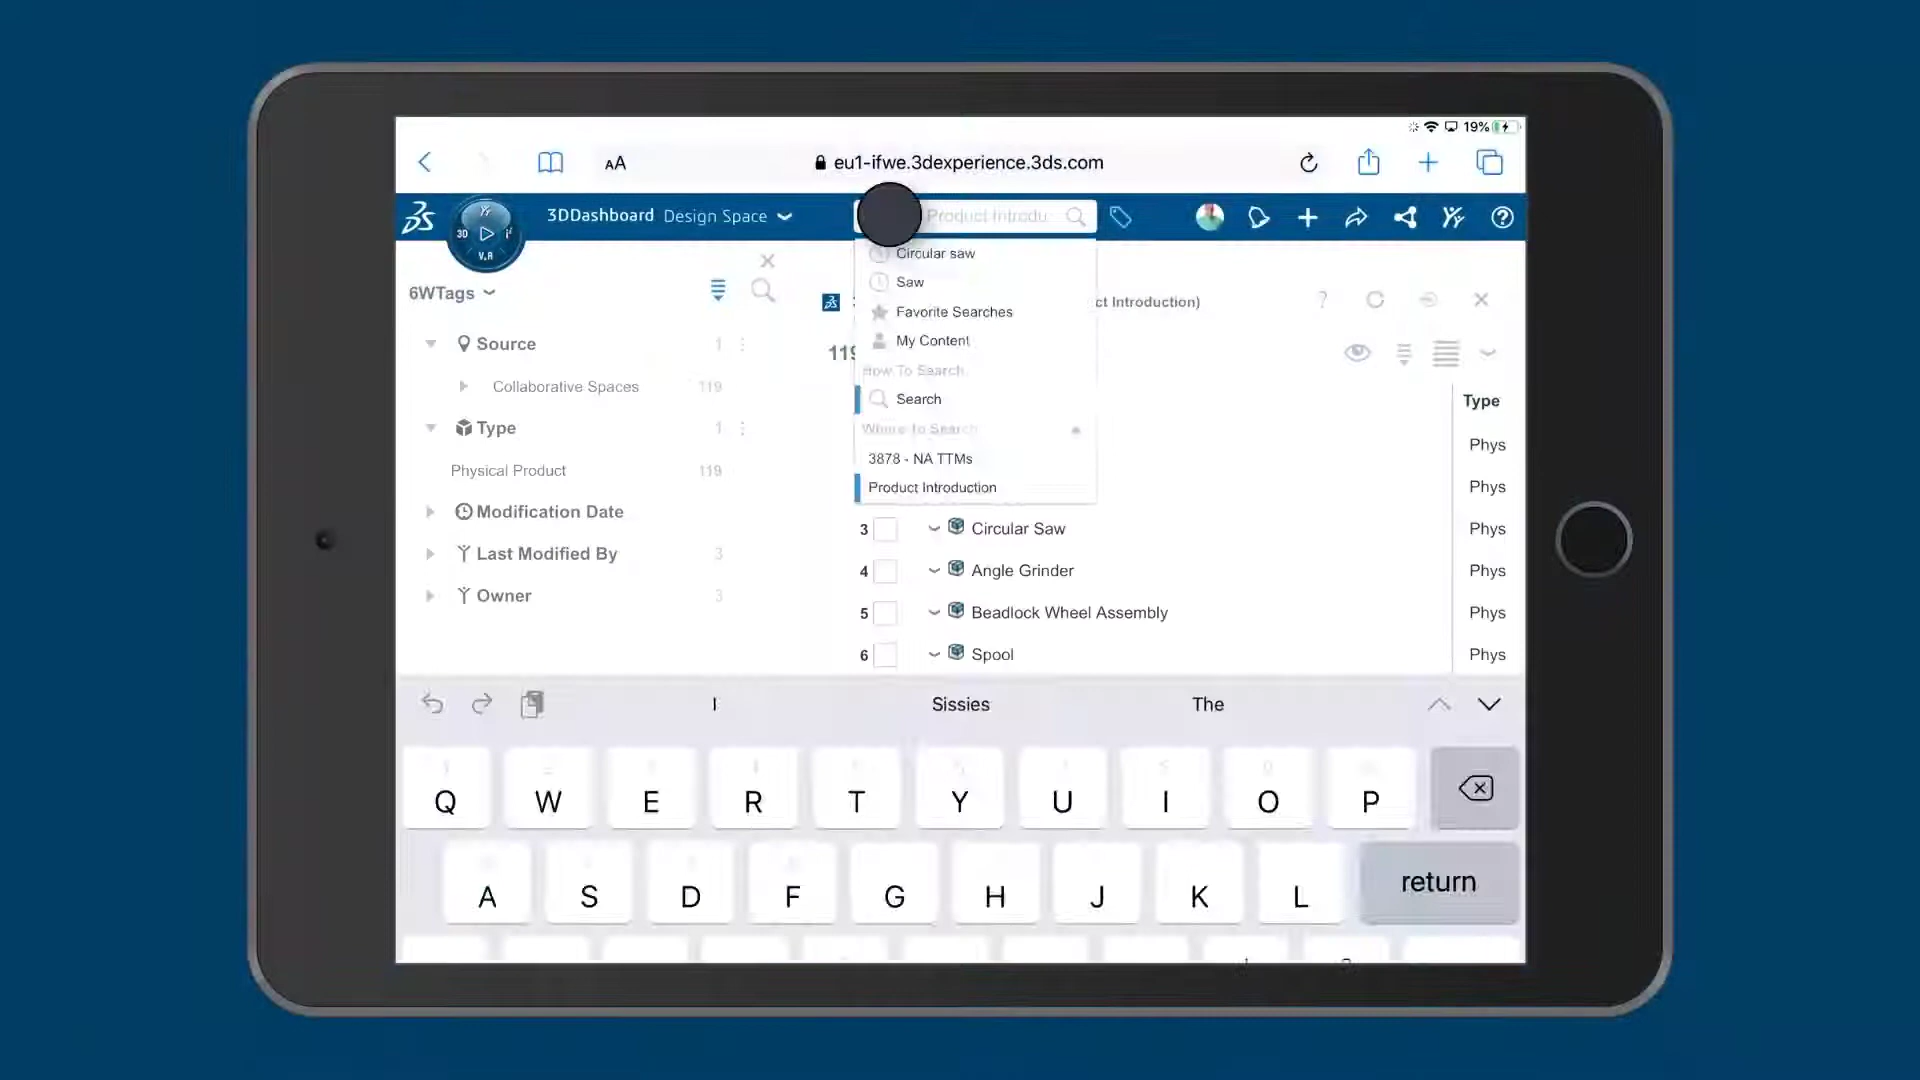 19%
AA
eu1-ifwe.3dexperience.3ds.com
3DDashboard Design Space
3D
i²
V.R
Product Introdu
Circular saw
Saw
Favorite Searches
My Content
How To Search
Search
Where To Search
3878 - NA TTMs
Product Introduction
6WTags
ct Introduction)
119
Source 1
Collaborative Spaces 119
Type 1
Physical Product 119
Modification Date
Last Modified By 3
Owner 3
Type
Phys
Phys
3 Circular Saw Phys
4 Angle Grinder Phys
5 Beadlock Wheel Assembly Phys
6 Spool Phys
I Sissies The
Q W E R T Y U I O P
A S D F G H J K L return